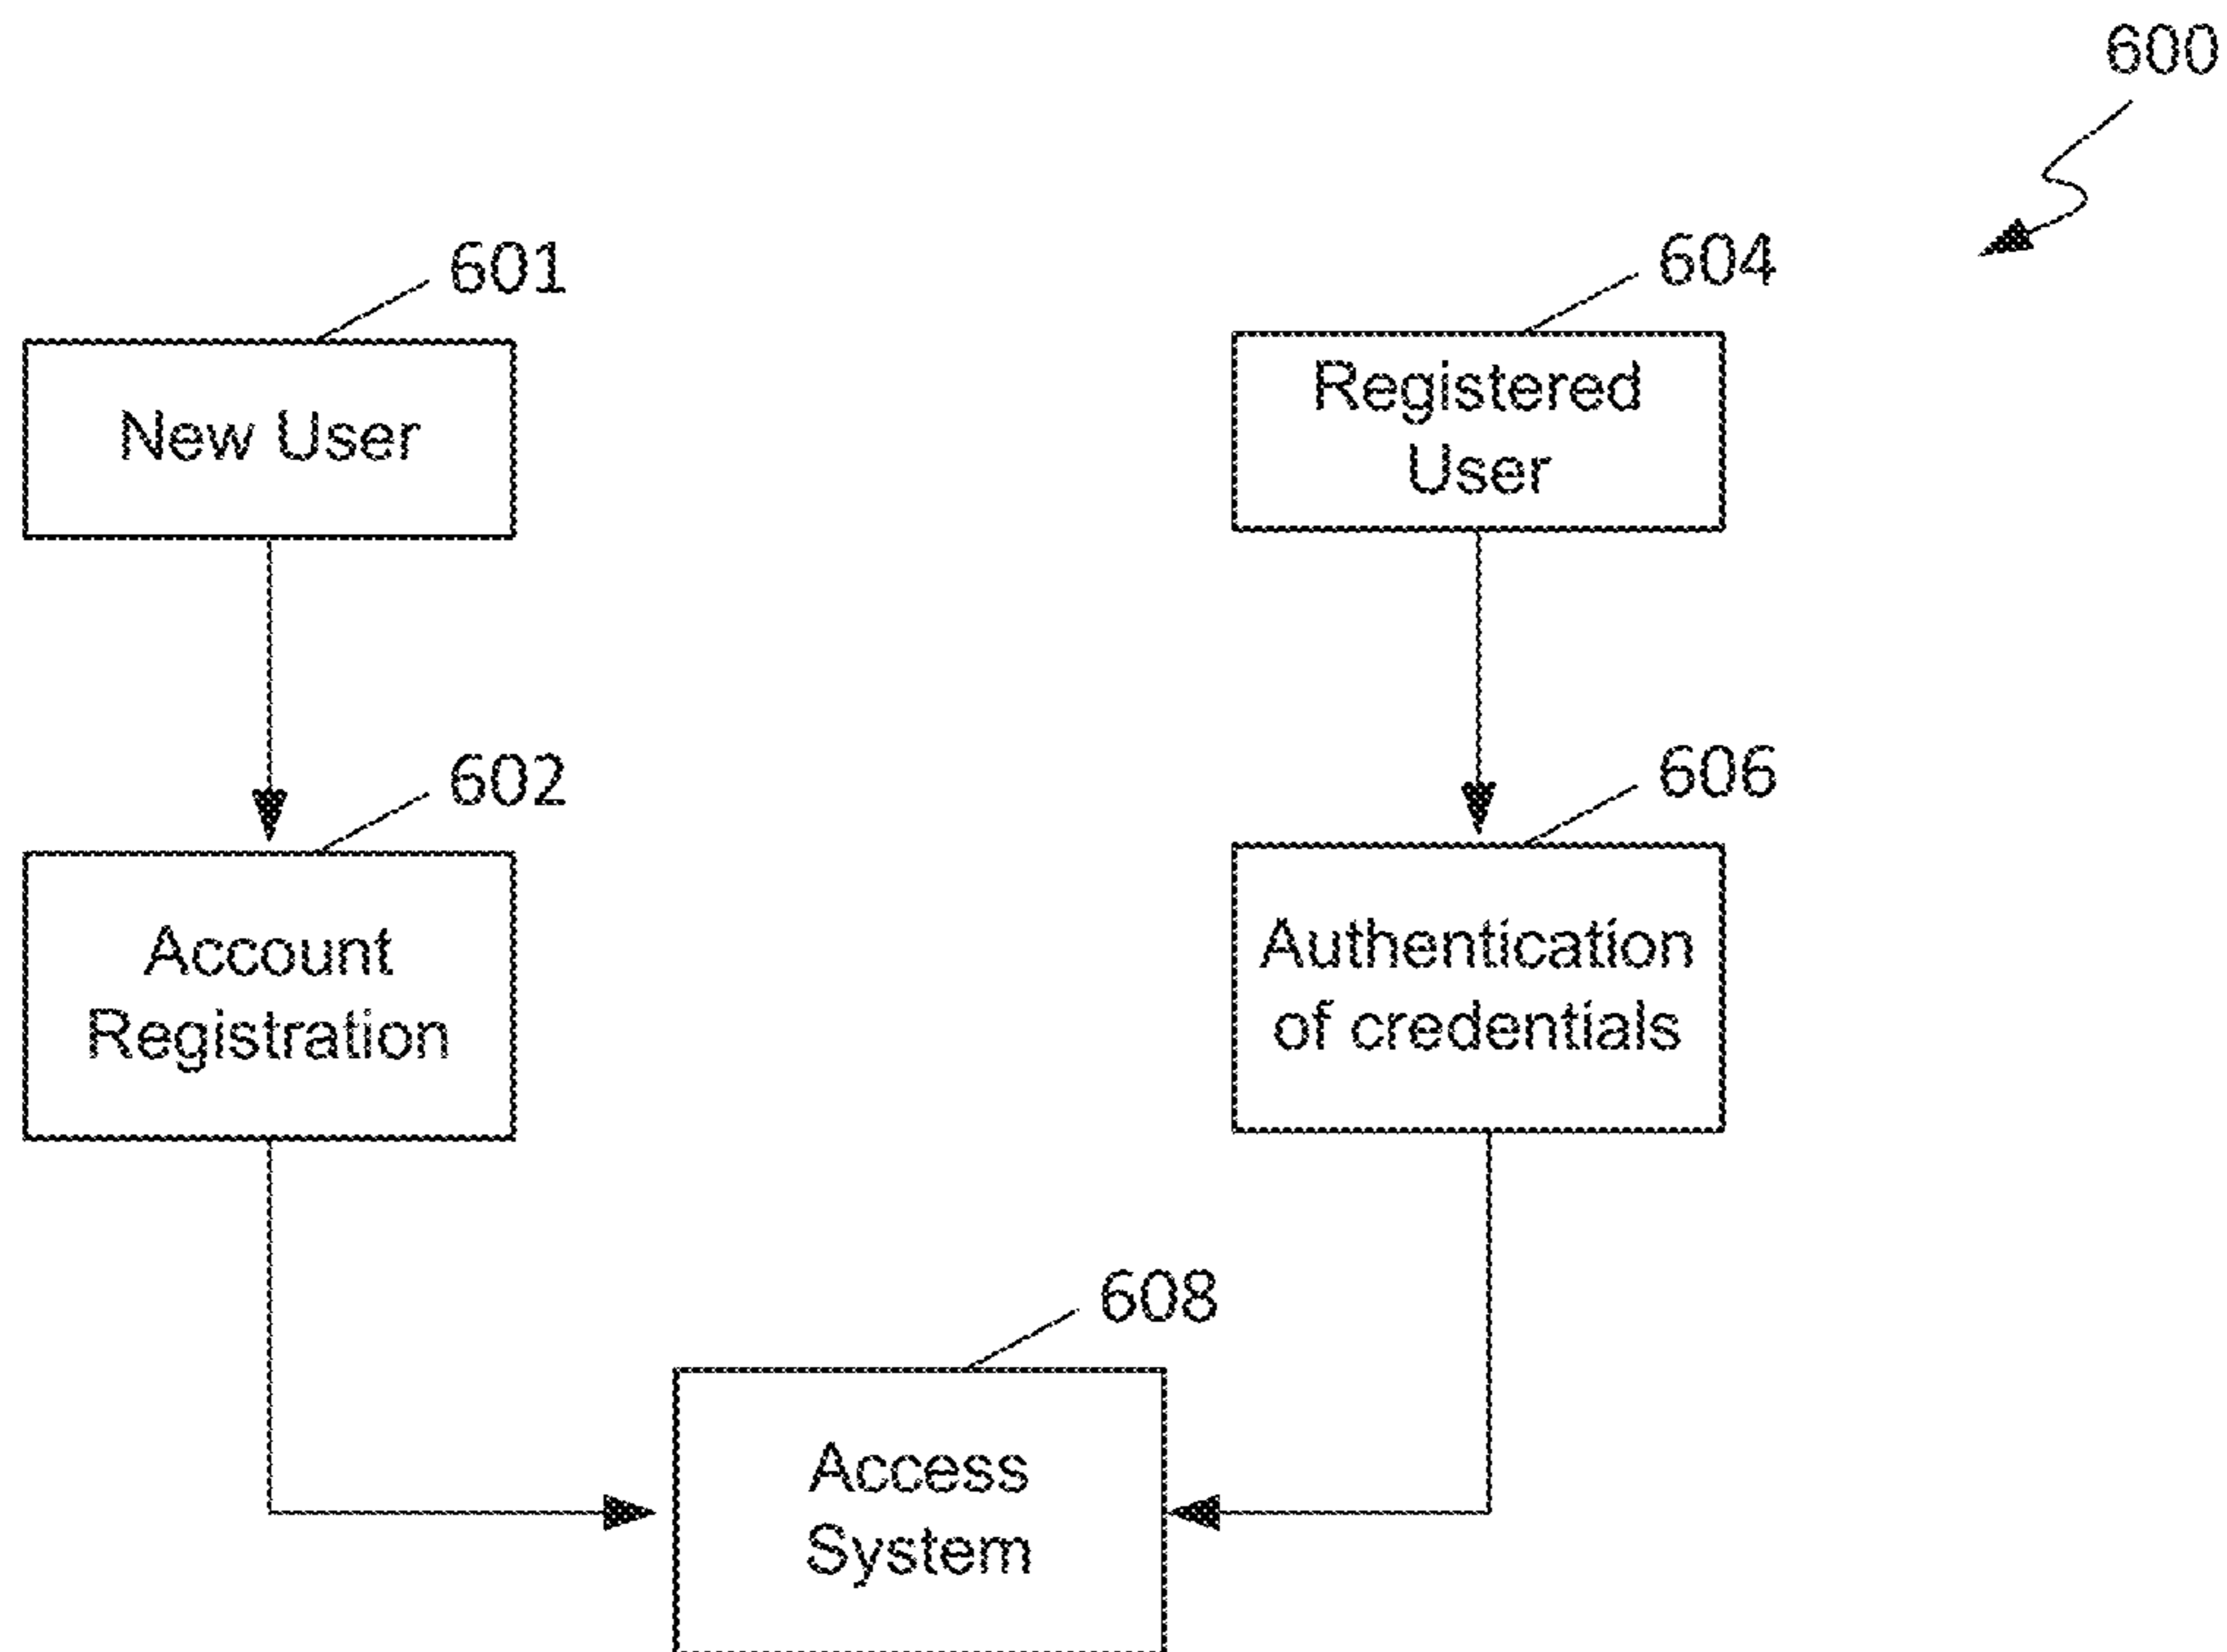 600
601
604
New User
Registered
User
602
606
Account
Registration
Authentication
of credentials
608
Access
System